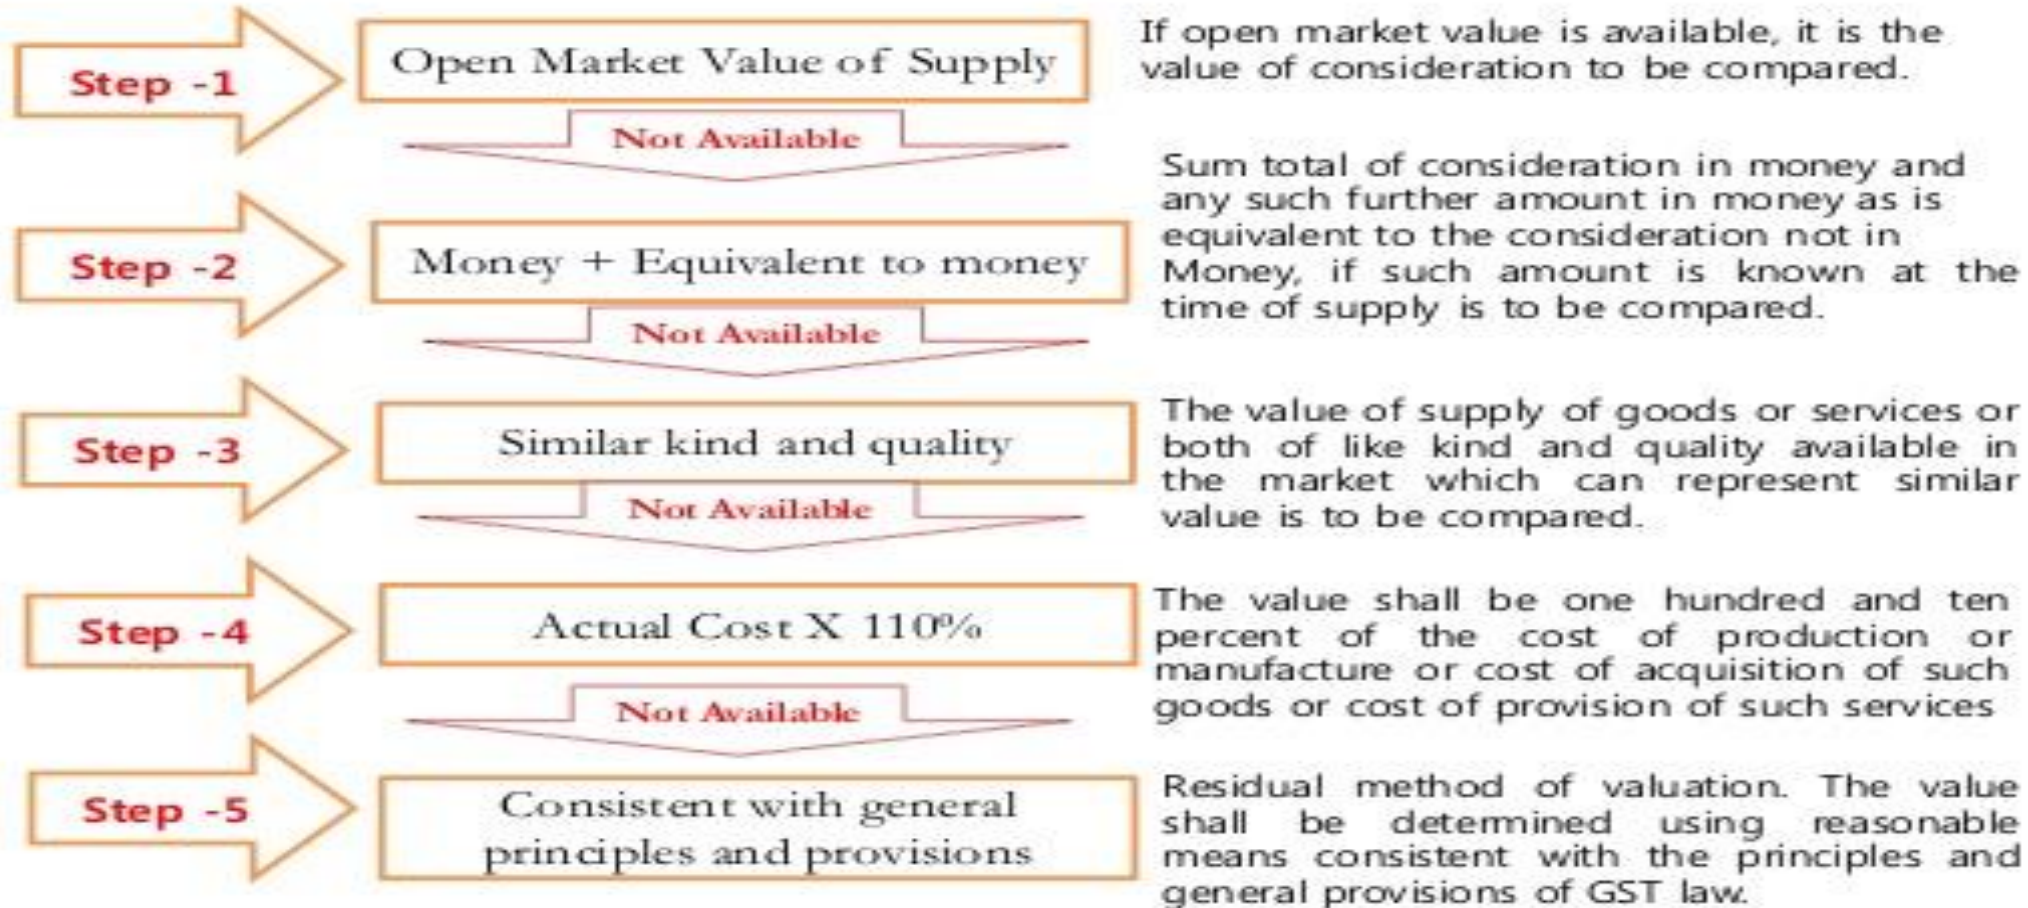 Step -1
Open Market Value of Supply
If open market value is available, it is the
value of consideration to be compared.
Not Available
Step -2
Money + Equivalent to money
Sum total of consideration in money and
any such further amount in money as is
equivalent to the consideration not in
Money, if such amount is known at the
time of supply is to be compared.
Not Available
Step -3
Similar kind and quality
The value of supply of goods or services or
both of like kind and quality available in
the market which can represent similar
value is to be compared.
Not Available
Step -4
Actual Cost X 110%
The value shall be one hundred and ten
percent of the cost of production or
manufacture or cost of acquisition of such
goods or cost of provision of such services
Not Available
Step -5
Consistent with general
principles and provisions
Residual method of valuation. The value
shall be determined using reasonable
means consistent with the principles and
general provisions of GST law.